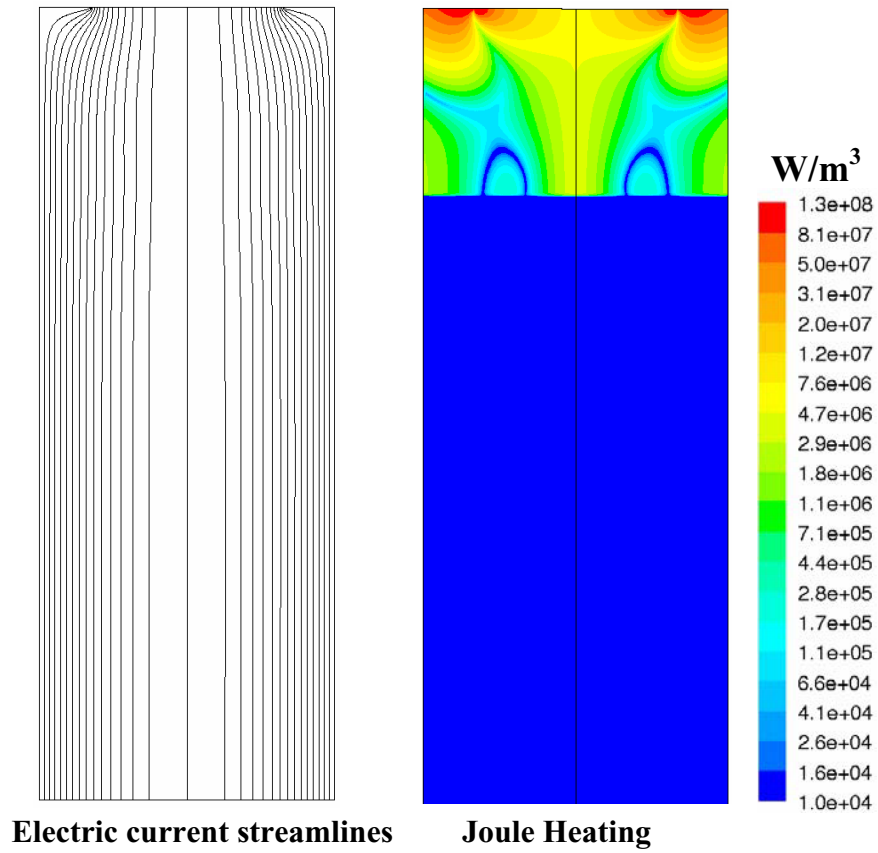 W/m³
1.3e+08
8.1e+07
5.0e+07
3.1e+07
2.0e+07
1.2e+07
7.6e+06
4.7e+06
2.9e+06
1.8e+06
1.1e+06
7.1e+05
4.4e+05
2.8e+05
1.7e+05
1.1e+05
6.6e+04
4.1e+04
2.6e+04
1.6e+04
1.0e+04
Electric current streamlines
Joule Heating